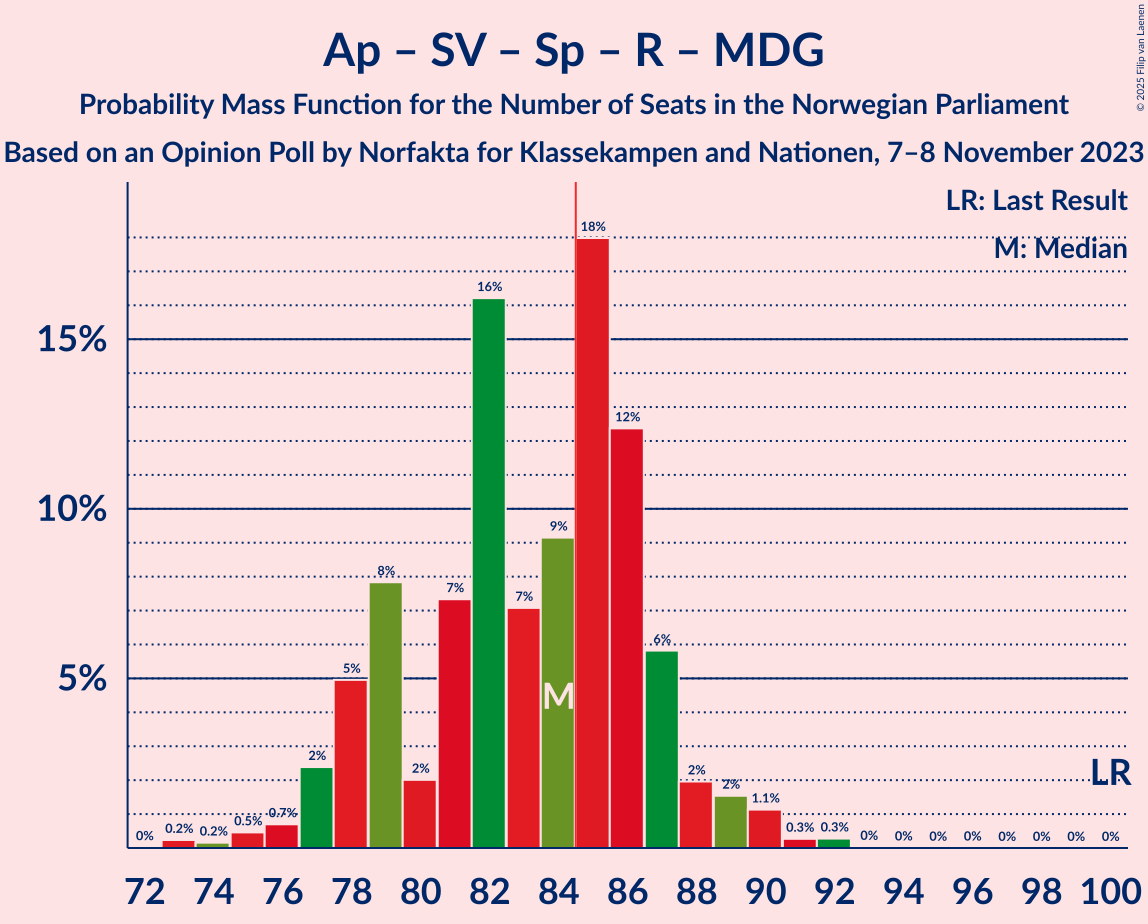 Ap – SV – Sp – R – MDG
Probability Mass Function for the Number of Seats in the Norwegian Parliament
Based on an Opinion Poll by Norfakta for Klassekampen and Nationen, 7–8 November 2023
© 2025 Filip van Laenen
LR: Last Result
M: Median
15%
10%
5%
0% 0.2% 0.2% 0.5% 0.7% 2% 5% 8% 2% 7% 16% 7% 9% 18% 12% 6% 2% 2% 1.1% 0.3% 0.3% 0% 0% 0% 0% 0% 0% 0% 0%
M
LR
72 74 76 78 80 82 84 86 88 90 92 94 96 98 100